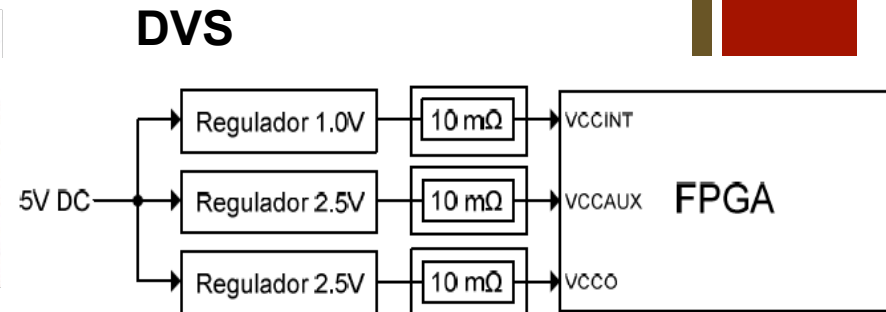 DVS
Regulador 1.0V
10 mΩ
VCCINT
5V DC
Regulador 2.5V
10 mΩ
VCCAUX
FPGA
Regulador 2.5V
10 mΩ
VCCO